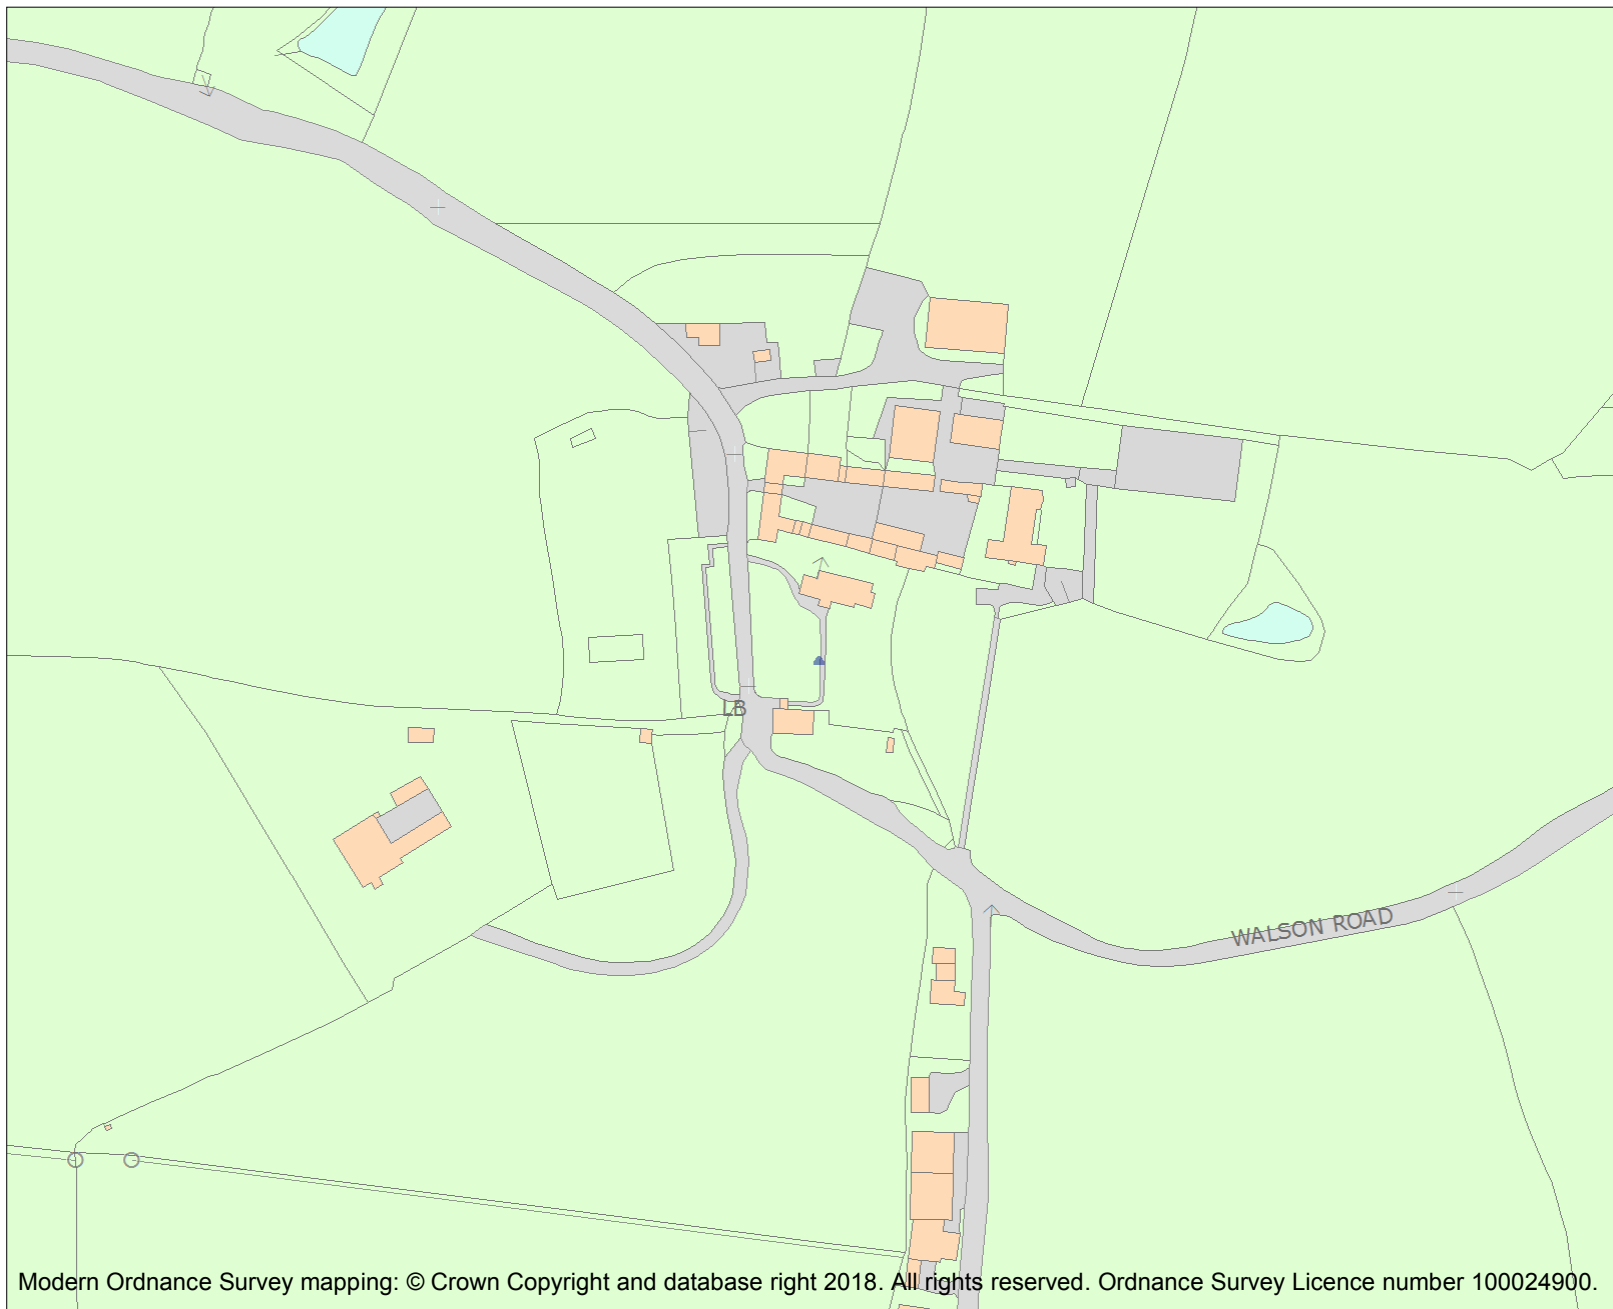 LB
WALSON ROAD
Modern Ordnance Survey mapping: © Crown Copyright and database right 2018. All rights reserved. Ordnance Survey Licence number 100024900.